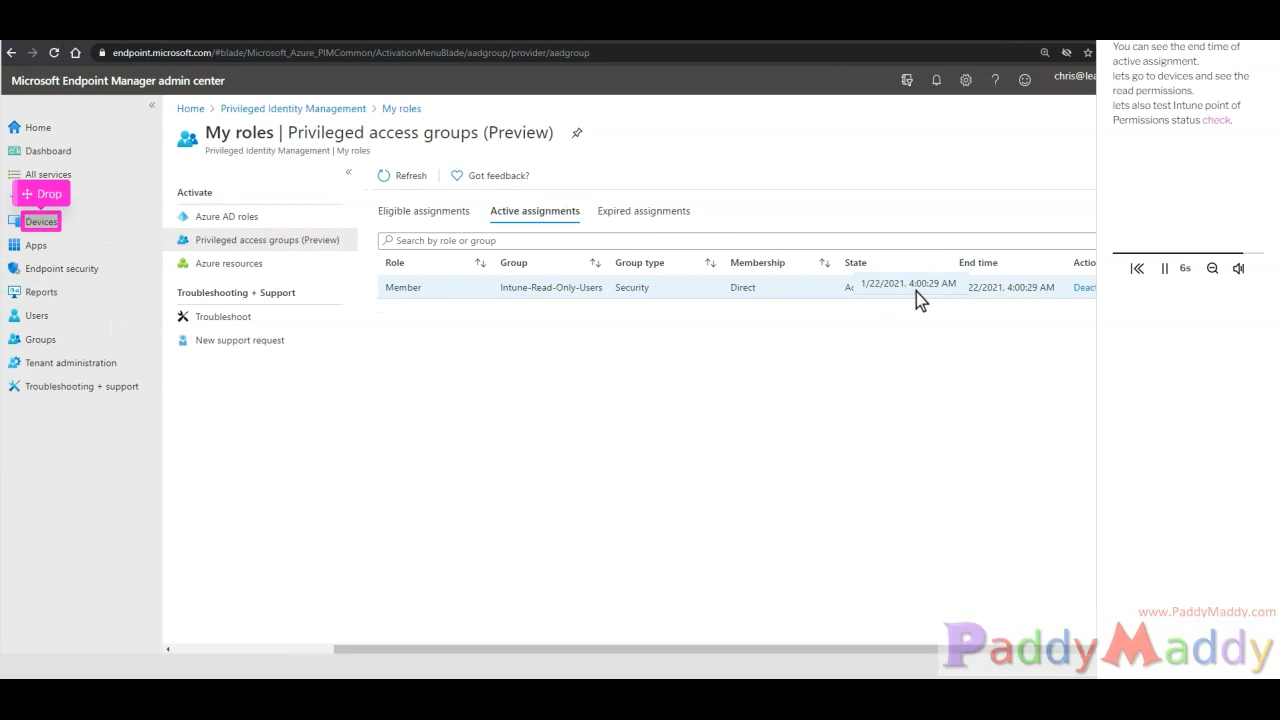 endpoint.microsoft.com/#blade/Microsoft_Azure_PIMCommon/ActivationMenuBlade/aadgroup/provider/aadgroup
Microsoft Endpoint Manager admin center
chris@lea
«
Home
Dashboard
All services
Drop
Devices
Apps
Endpoint security
Reports
Users
Groups
Tenant administration
Troubleshooting + support
Home > Privileged Identity Management > My roles
My roles | Privileged access groups (Preview)
Privileged Identity Management | My roles
«
Activate
Azure AD roles
Privileged access groups (Preview)
Azure resources
Troubleshooting + Support
Troubleshoot
New support request
Refresh
Got feedback?
Eligible assignments Active assignments Expired assignments
Search by role or group
Role Group Group type Membership State End time Actio
Member Intune-Read-Only-Users Security Direct Ac 1/22/2021, 4:00:29 AM 22/2021, 4:00:29 AM Deact
You can see the end time of
active assignment.
lets go to devices and see the
read permissions.
lets also test Intune point of
Permissions status check.
6s
www.PaddyMaddy.com
PaddyMaddy